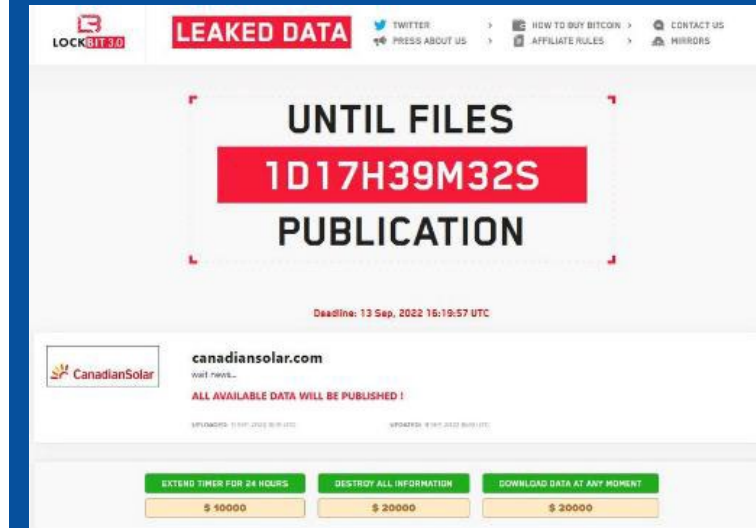 LOCKBIT 3.0
LEAKED DATA
TWITTER >
PRESS ABOUT US >
HOW TO BUY BITCOIN >
AFFILIATE RULES >
CONTACT US
MIRRORS
UNTIL FILES
1D17H39M32S
PUBLICATION
Deadline: 13 Sep, 2022 16:19:57 UTC
CanadianSolar
canadiansolar.com
wait news...
ALL AVAILABLE DATA WILL BE PUBLISHED !
UPLOADED:
UPDATED:
EXTEND TIMER FOR 24 HOURS
$ 10000
DESTROY ALL INFORMATION
$ 20000
DOWNLOAD DATA AT ANY MOMENT
$ 20000